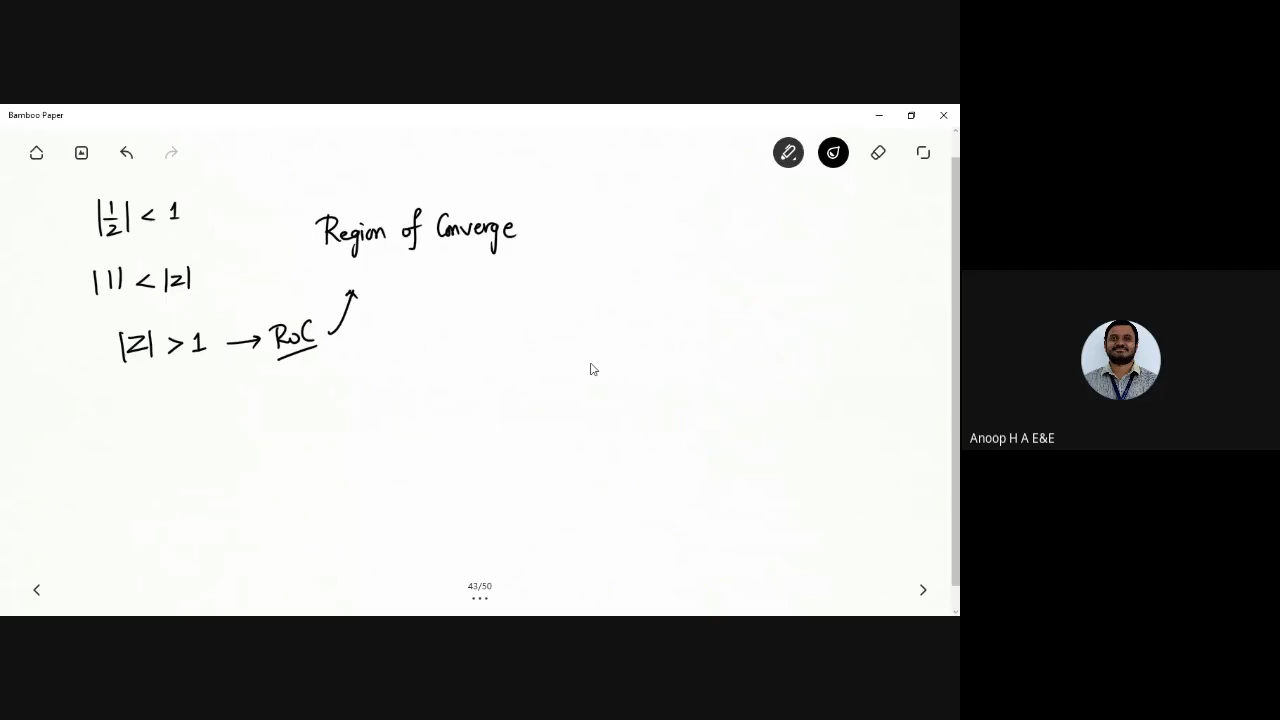 Bamboo Paper
|1/z| < 1
Region of Converge
|1| < |z|
|z| > 1 → RoC
43/50
Anoop H A E&E